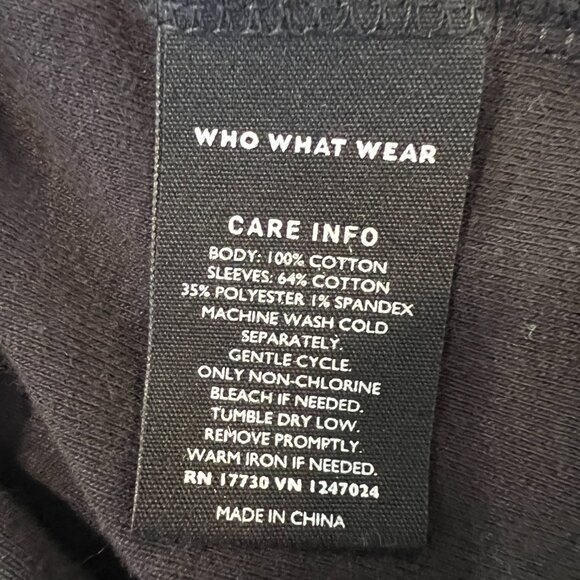 WHO WHAT WEAR
CARE INFO
BODY: 100% COTTON
SLEEVES: 64% COTTON
35% POLYESTER 1% SPANDEX
MACHINE WASH COLD
SEPARATELY.
GENTLE CYCLE.
ONLY NON-CHLORINE
BLEACH IF NEEDED.
TUMBLE DRY LOW.
REMOVE PROMPTLY.
WARM IRON IF NEEDED.
RN 17730 VN 1247024
MADE IN CHINA